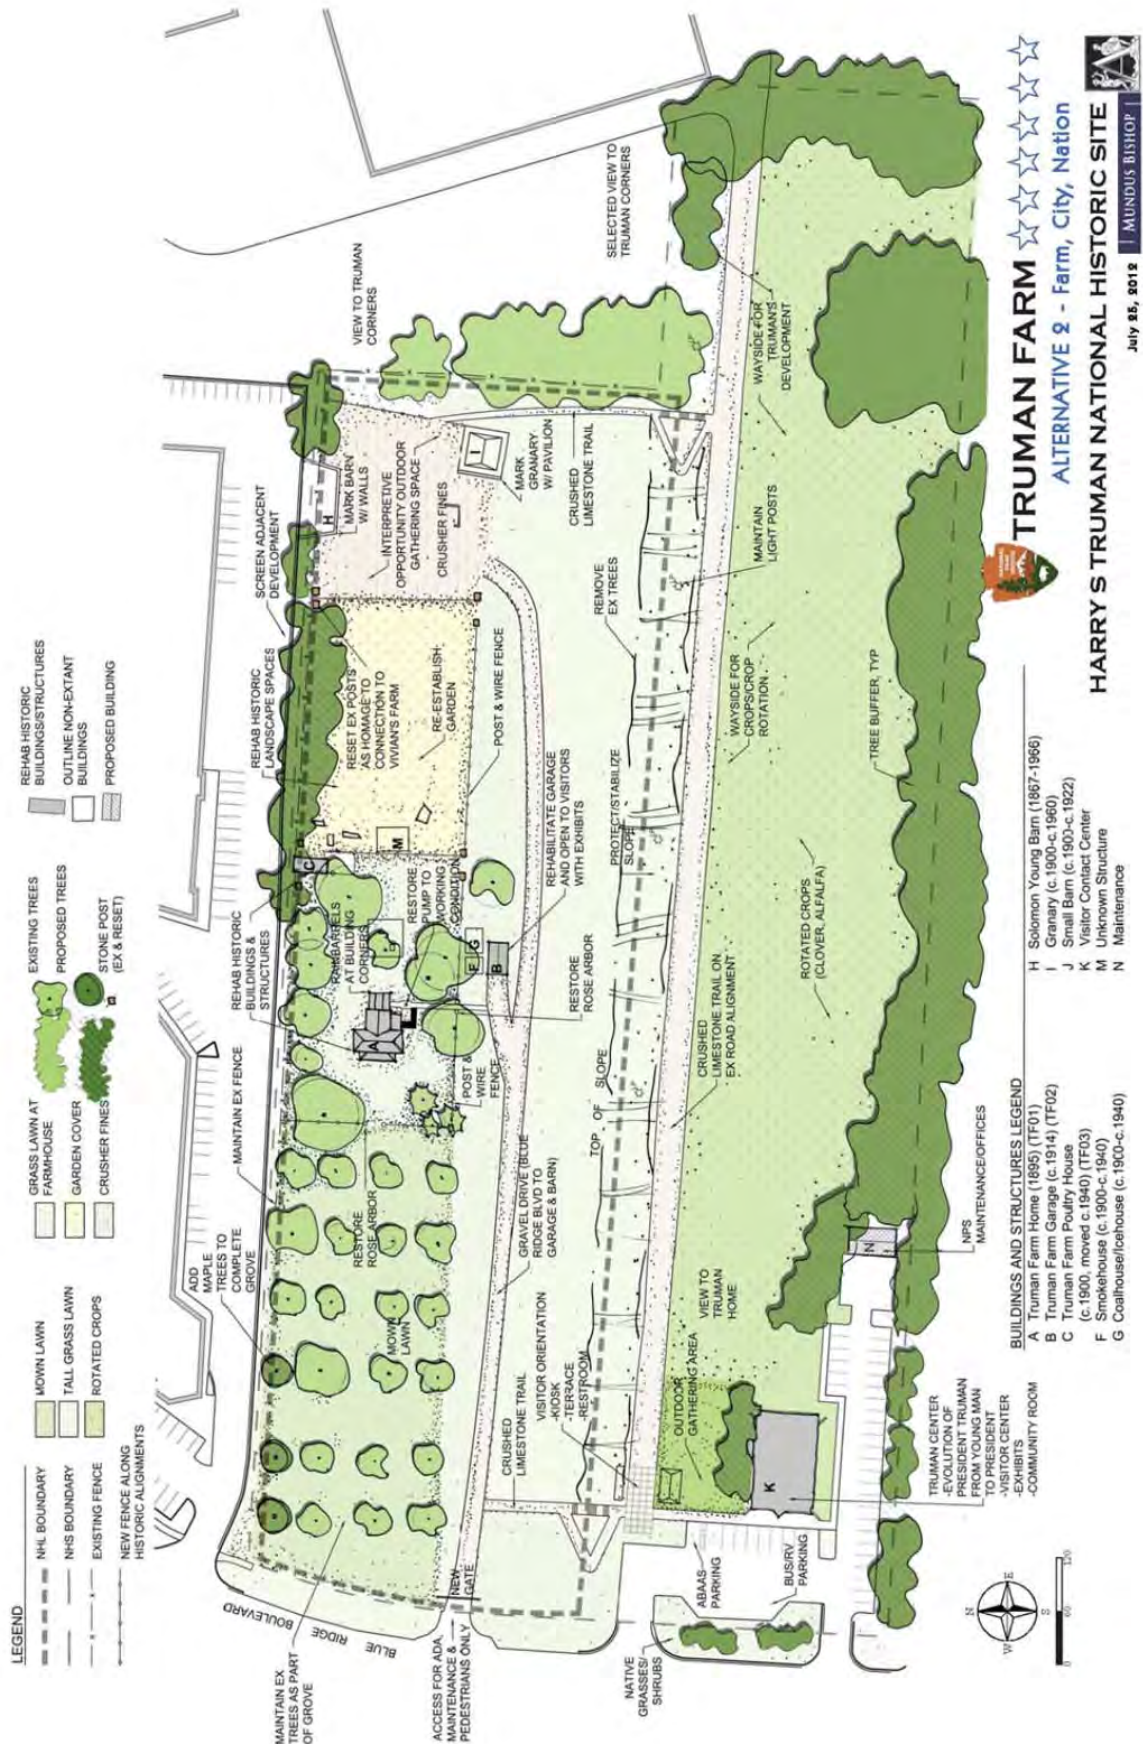 LEGEND
NHL BOUNDARY
NHS BOUNDARY
EXISTING FENCE
NEW FENCE ALONG
HISTORIC ALIGNMENTS
MOWN LAWN
TALL GRASS LAWN
ROTATED CROPS
GRASS LAWN AT
FARMHOUSE
GARDEN COVER
CRUSHER FINES
EXISTING TREES
PROPOSED TREES
STONE POST
(EX & RESET)
REHAB HISTORIC
BUILDINGS/STRUCTURES
OUTLINE NON-EXTANT
BUILDINGS
PROPOSED BUILDING
ADD
MAPLE
TREES TO
COMPLETE
GROVE
MAINTAIN EX FENCE
REHAB HISTORIC
BUILDINGS &
STRUCTURES
REHAB HISTORIC
LANDSCAPE SPACES
SCREEN ADJACENT
DEVELOPMENT
VIEW TO TRUMAN
CORNERS
SELECTED VIEW TO
TRUMAN CORNERS
BLUE RIDGE BOULEVARD
MAINTAIN EX
TREES AS PART
OF GROVE
RESTORE
ROSE ARBOR
MOWN
LAWN
A
RAINBARRELS
AT BUILDING
CORNERS
C
RESTORE
PUMP TO
WORKING
CONDITION
M
RESET EX POSTS
AS HOMAGE TO
CONNECTION TO
VIVIAN'S FARM
RE-ESTABLISH
GARDEN
H
MARK BARN
W/ WALLS
INTERPRETIVE
OPPORTUNITY OUTDOOR
GATHERING SPACE
CRUSHER FINES
I
MARK
GRANARY
W/ PAVILION
CRUSHED
LIMESTONE TRAIL
POST &
WIRE
FENCE
F
G
B
POST & WIRE FENCE
REHABILITATE GARAGE
AND OPEN TO VISITORS
WITH EXHIBITS
RESTORE
ROSE ARBOR
GRAVEL DRIVE (BLUE
RIDGE BLVD TO
GARAGE & BARN)
ACCESS FOR ADA,
MAINTENANCE &
PEDESTRIANS ONLY
NEW
GATE
CRUSHED
LIMESTONE TRAIL
VISITOR ORIENTATION
-KIOSK
-TERRACE
-RESTROOM
TOP OF SLOPE
PROTECT/STABILIZE
SLOPE
REMOVE
EX TREES
CRUSHED
LIMESTONE TRAIL ON
EX ROAD ALIGNMENT
WAYSIDE FOR
CROPS/CROP
ROTATION
MAINTAIN
LIGHT POSTS
WAYSIDE FOR
TRUMAN'S
DEVELOPMENT
NATIVE
GRASSES/
SHRUBS
ABAAS
PARKING
BUS/RV
PARKING
OUTDOOR
GATHERING AREA
VIEW TO
TRUMAN
HOME
K
N
ROTATED CROPS
(CLOVER, ALFALFA)
TREE BUFFER, TYP
TRUMAN CENTER
-EVOLUTION OF
PRESIDENT TRUMAN
FROM YOUNG MAN
TO PRESIDENT
-VISITOR CENTER
-EXHIBITS
-COMMUNITY ROOM
NPS
MAINTENANCE/OFFICES
N
W
E
S
0 60 120
BUILDINGS AND STRUCTURES LEGEND
A Truman Farm Home (1895) (TF01)
B Truman Farm Garage (c.1914) (TF02)
C Truman Farm Poultry House
(c.1900, moved c.1940) (TF03)
F Smokehouse (c.1900-c.1940)
G Coalhouse/Icehouse (c.1900-c.1940)
H Solomon Young Barn (1867-1966)
I Granary (c.1900-c.1960)
J Small Barn (c.1900-c.1922)
K Visitor Contact Center
M Unknown Structure
N Maintenance
TRUMAN FARM
ALTERNATIVE 2 - Farm, City, Nation
HARRY S TRUMAN NATIONAL HISTORIC SITE
July 25, 2012
MUNDUS BISHOP